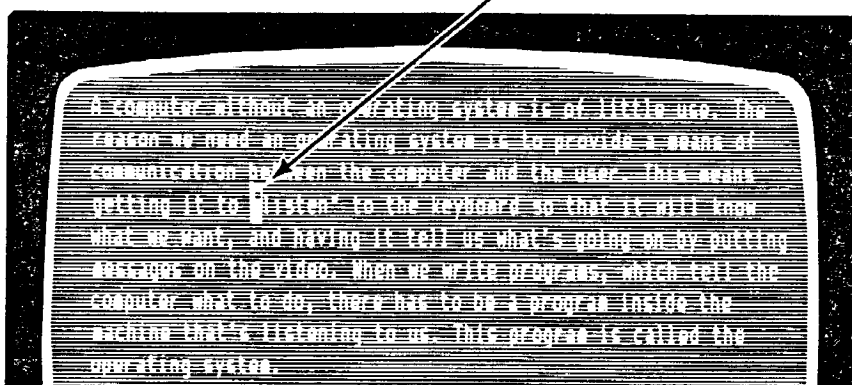 A computer without an operating system is of little use. The
reason we need an operating system is to provide a means of
communication between the computer and the user. This means
getting it to "listen" to the keyboard so that it will know
what we want, and having it tell us what's going on by putting
messages on the video. When we write programs, which tell the
computer what to do, there has to be a program inside the
machine that's listening to us. This program is called the
operating system.